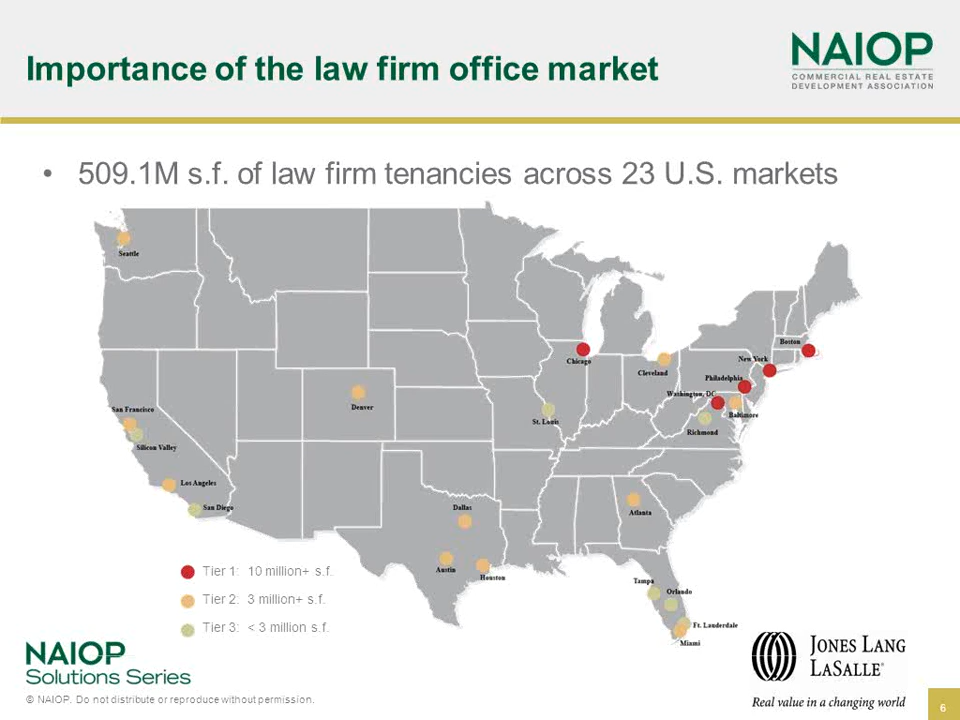 Importance of the law firm office market
NAIOP
COMMERCIAL REAL ESTATE
DEVELOPMENT ASSOCIATION
• 509.1M s.f. of law firm tenancies across 23 U.S. markets
Seattle
Boston
Chicago
New York
Cleveland
Philadelphia
Washington, DC
Denver
San Francisco
Baltimore
St. Louis
Richmond
Silicon Valley
Los Angeles
San Diego
Dallas
Atlanta
Austin
Houston
Tampa
Orlando
Ft. Lauderdale
Miami
Tier 1: 10 million+ s.f.
Tier 2: 3 million+ s.f.
Tier 3: < 3 million s.f.
NAIOP
Solutions Series
JONES LANG
LASALLE®
Real value in a changing world
© NAIOP. Do not distribute or reproduce without permission.
6